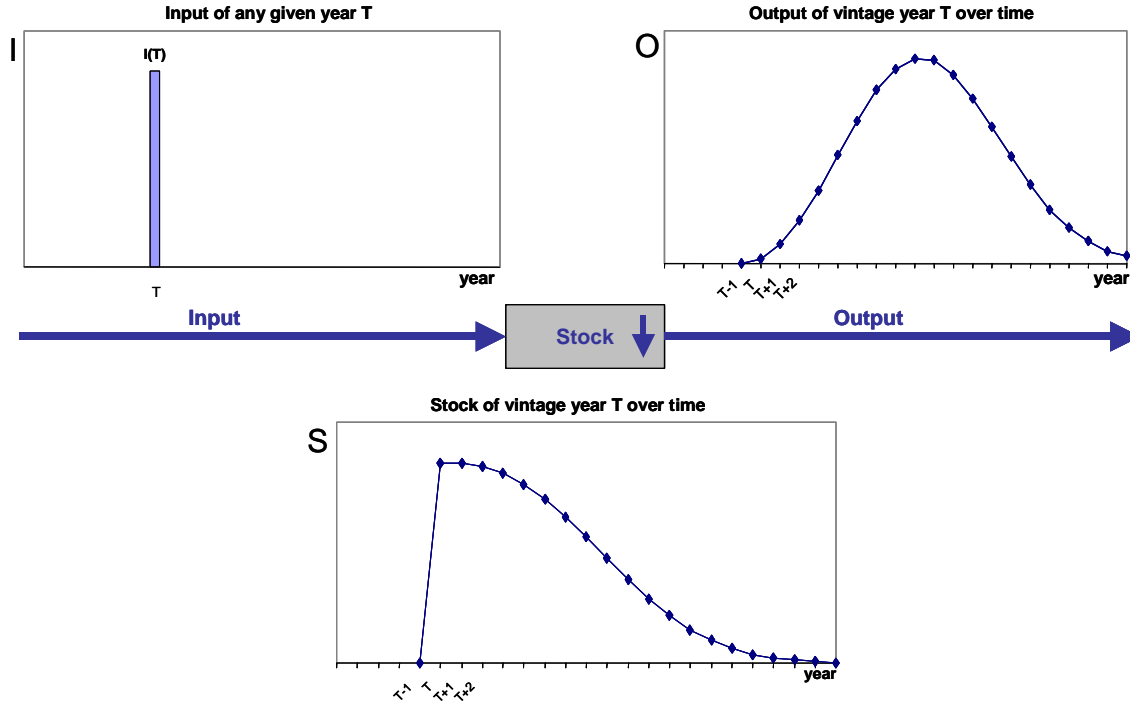 Input of any given year T
I
I(T)
year
T
Output of vintage year T over time
O
year
T-1
T
T+1
T+2
Input
Stock
Output
Stock of vintage year T over time
S
year
T-1
T
T+1
T+2